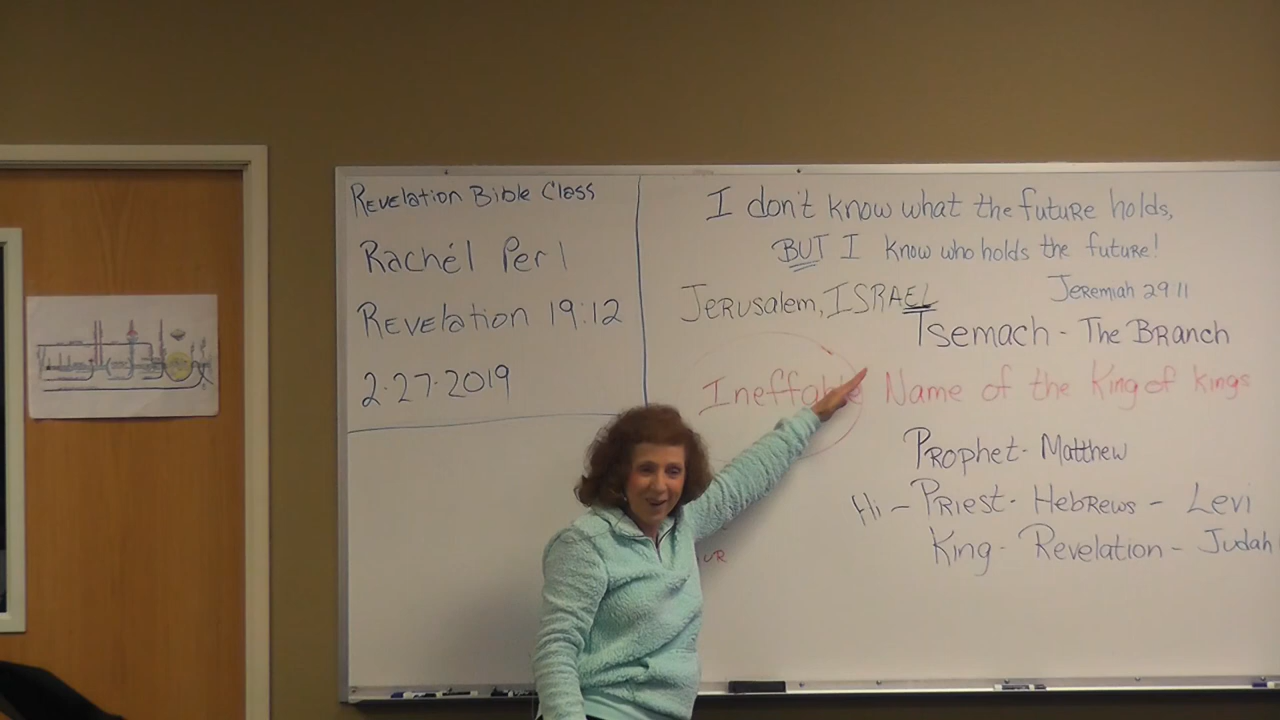 Revelation Bible Class
Rachél Perl
Revelation 19:12
2.27.2019
I don't know what the future holds,
BUT I know who holds the future!
Jeremiah 29 11
Jerusalem, ISRAEL
Tsemach - The Branch
Ineffable Name of the King of kings
Prophet - Matthew
Hi - Priest - Hebrews - Levi
King - Revelation - Judah
UR